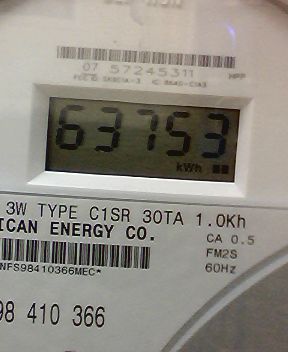 07 57245311 HPP
63753
kWh
3W TYPE C1SR 30TA 1.0Kh
ICAN ENERGY CO.
CA 0.5
FM2S
60Hz
NFS98410366MEC*
98 410 366